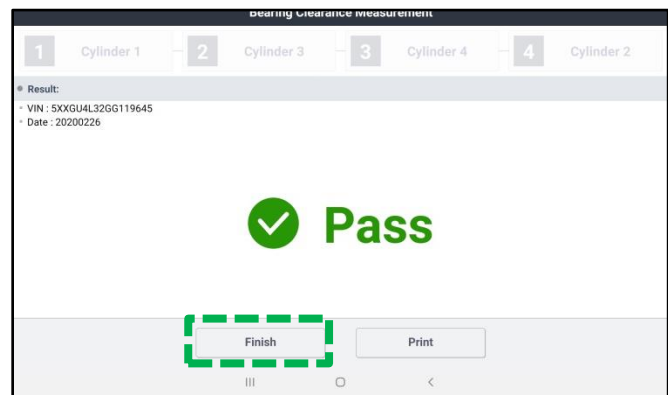 Bearing Clearance Measurement
1 Cylinder 1 2 Cylinder 3 3 Cylinder 4 4 Cylinder 2
Result:
VIN : 5XXGU4L32GG119645
Date : 20200226
Pass
Finish Print